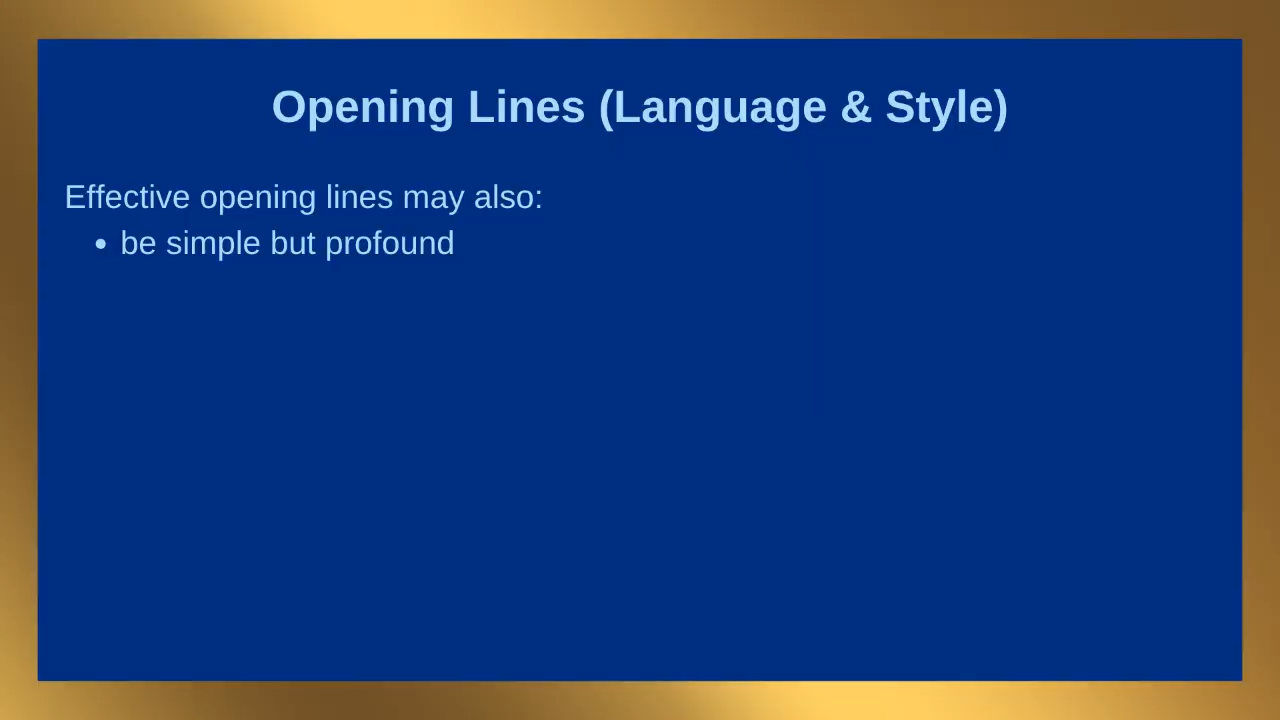 Opening Lines (Language & Style)
Effective opening lines may also:
• be simple but profound